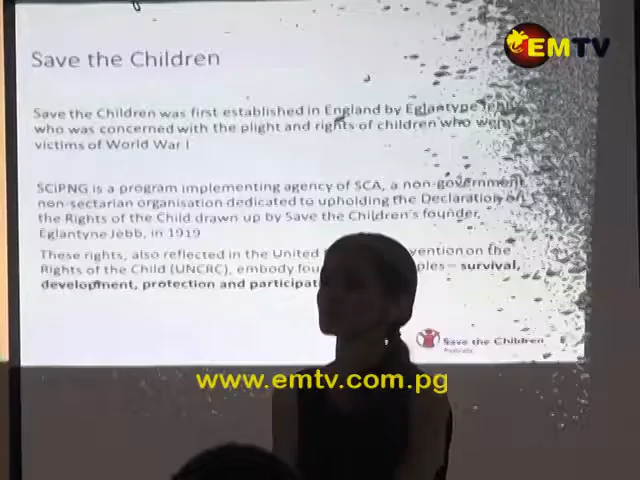 EMTV
Save the Children
Save the Children was first established in England by Eglantype Jebb
who was concerned with the plight and rights of children who were
victims of World War I
SCiPNG is a program implementing agency of SCA, a non-government,
non-sectarian organisation dedicated to upholding the Declaration on
the Rights of the Child drawn up by Save the Children's founder,
Eglantyne Jebb, in 1919
These rights, also reflected in the United vention on the
Rights of the Child (UNCRC), embody fou ples – survival,
development, protection and participati
Save the Children
Australia
www.emtv.com.pg